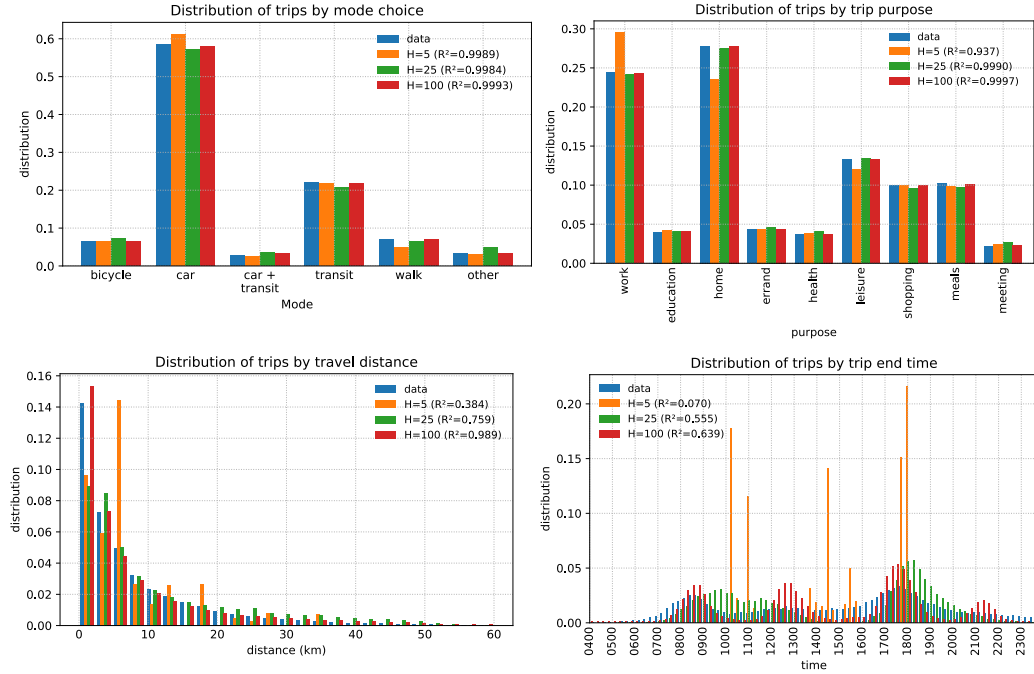 Distribution of trips by mode choice
distribution
0.6
0.5
0.4
0.3
0.2
0.1
0.0
data
H=5 (R²=0.9989)
H=25 (R²=0.9984)
H=100 (R²=0.9993)
bicycle
car
car +
transit
transit
walk
other
Mode
Distribution of trips by trip purpose
distribution
0.30
0.25
0.20
0.15
0.10
0.05
0.00
data
H=5 (R²=0.937)
H=25 (R²=0.9990)
H=100 (R²=0.9997)
work
education
home
errand
health
leisure
shopping
meals
meeting
purpose
Distribution of trips by travel distance
distribution
0.16
0.14
0.12
0.10
0.08
0.06
0.04
0.02
0.00
data
H=5 (R²=0.384)
H=25 (R²=0.759)
H=100 (R²=0.989)
0
10
20
30
40
50
60
distance (km)
Distribution of trips by trip end time
distribution
0.20
0.15
0.10
0.05
0.00
data
H=5 (R²=0.070)
H=25 (R²=0.555)
H=100 (R²=0.639)
0400
0500
0600
0700
0800
0900
1000
1100
1200
1300
1400
1500
1600
1700
1800
1900
2000
2100
2200
2300
time